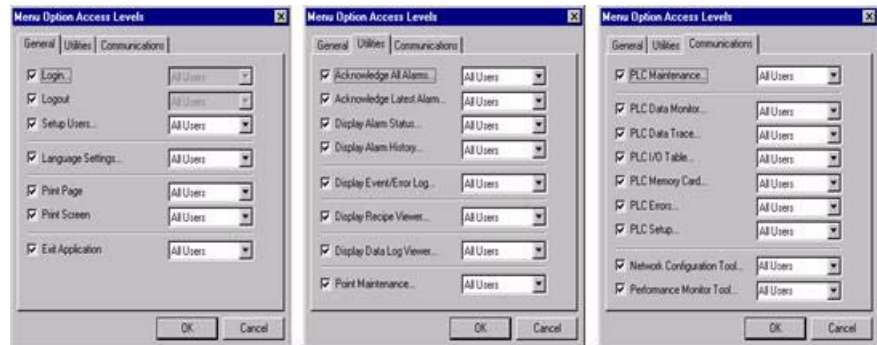 Menu Option Access Levels
General Utilities Communications
Login... All Users
Logout All Users
Setup Users... All Users
Language Settings... All Users
Print Page All Users
Print Screen All Users
Exit Application All Users
OK Cancel
Menu Option Access Levels
General Utilities Communications
Acknowledge All Alarms... All Users
Acknowledge Latest Alarm... All Users
Display Alarm Status... All Users
Display Alarm History... All Users
Display Event/Error Log... All Users
Display Recipe Viewer... All Users
Display Data Log Viewer... All Users
Point Maintenance... All Users
OK Cancel
Menu Option Access Levels
General Utilities Communications
PLC Maintenance... All Users
PLC Data Monitor... All Users
PLC Data Trace... All Users
PLC I/O Table... All Users
PLC Memory Card... All Users
PLC Errors... All Users
PLC Setup... All Users
Network Configuration Tool... All Users
Performance Monitor Tool... All Users
OK Cancel